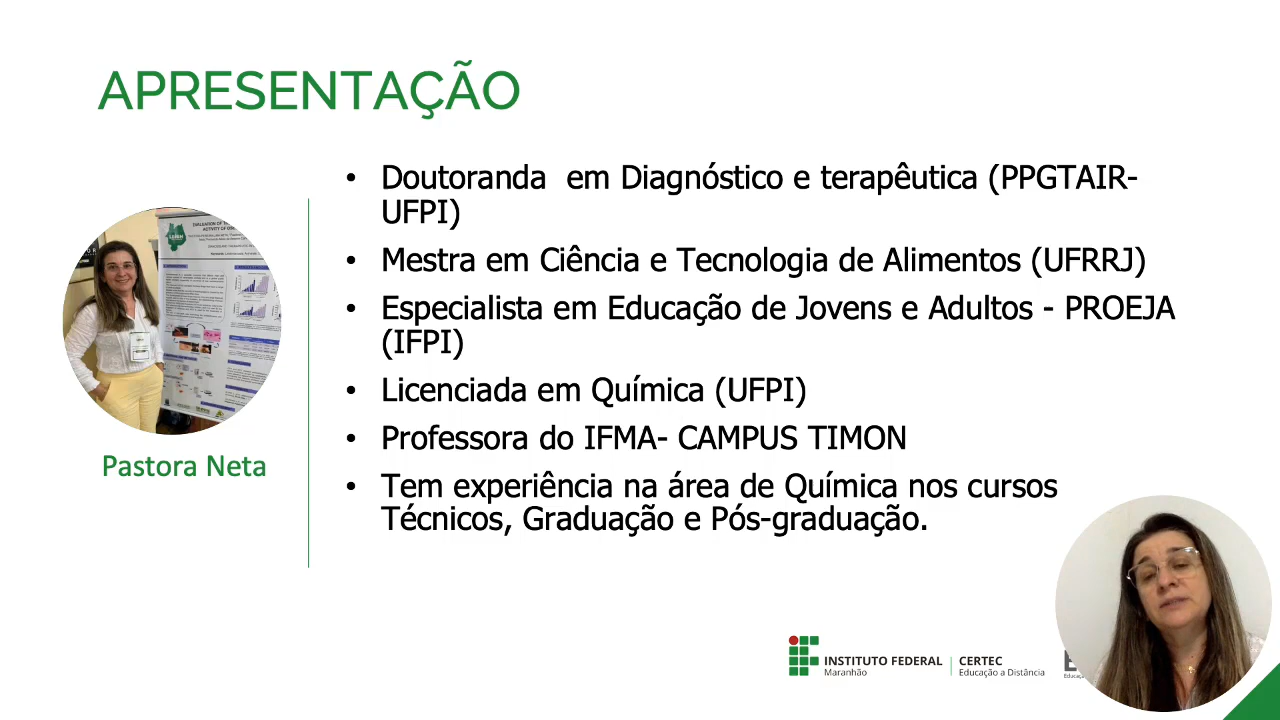 APRESENTAÇÃO
• Doutoranda em Diagnóstico e terapêutica (PPGTAIR-
UFPI)
• Mestra em Ciência e Tecnologia de Alimentos (UFRRJ)
• Especialista em Educação de Jovens e Adultos - PROEJA
(IFPI)
• Licenciada em Química (UFPI)
• Professora do IFMA- CAMPUS TIMON
• Tem experiência na área de Química nos cursos
Técnicos, Graduação e Pós-graduação.
Pastora Neta
INSTITUTO FEDERAL
Maranhão
CERTEC
Educação a Distância